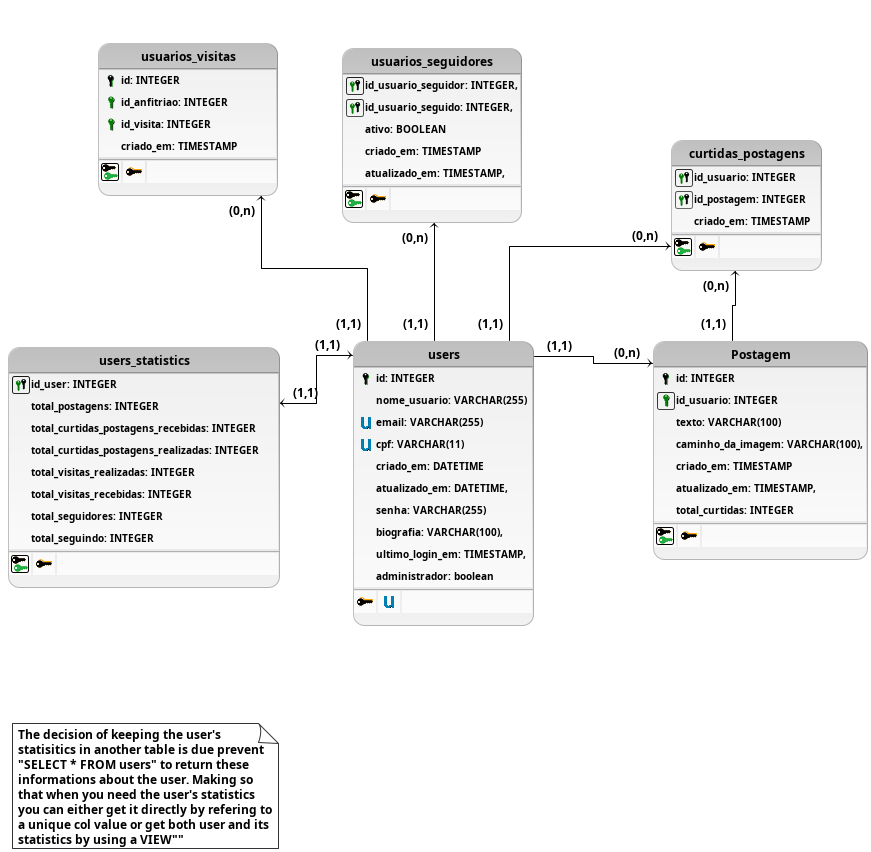 usuarios_visitas
id: INTEGER
id_anfitriao: INTEGER
id_visita: INTEGER
criado_em: TIMESTAMP
usuarios_seguidores
id_usuario_seguidor: INTEGER,
id_usuario_seguido: INTEGER,
ativo: BOOLEAN
criado_em: TIMESTAMP
atualizado_em: TIMESTAMP,
curtidas_postagens
id_usuario: INTEGER
id_postagem: INTEGER
criado_em: TIMESTAMP
(0,n)
(0,n)
(0,n)
(0,n)
(1,1)
(1,1)
(1,1)
(1,1)
(1,1)
(1,1)
(1,1)
(0,n)
users_statistics
id_user: INTEGER
total_postagens: INTEGER
total_curtidas_postagens_recebidas: INTEGER
total_curtidas_postagens_realizadas: INTEGER
total_visitas_realizadas: INTEGER
total_visitas_recebidas: INTEGER
total_seguidores: INTEGER
total_seguindo: INTEGER
users
id: INTEGER
nome_usuario: VARCHAR(255)
U email: VARCHAR(255)
U cpf: VARCHAR(11)
criado_em: DATETIME
atualizado_em: DATETIME,
senha: VARCHAR(255)
biografia: VARCHAR(100),
ultimo_login_em: TIMESTAMP,
administrador: boolean
U
Postagem
id: INTEGER
id_usuario: INTEGER
texto: VARCHAR(100)
caminho_da_imagem: VARCHAR(100),
criado_em: TIMESTAMP
atualizado_em: TIMESTAMP,
total_curtidas: INTEGER
The decision of keeping the user's
statisitics in another table is due prevent
"SELECT * FROM users" to return these
informations about the user. Making so
that when you need the user's statistics
you can either get it directly by refering to
a unique col value or get both user and its
statistics by using a VIEW""